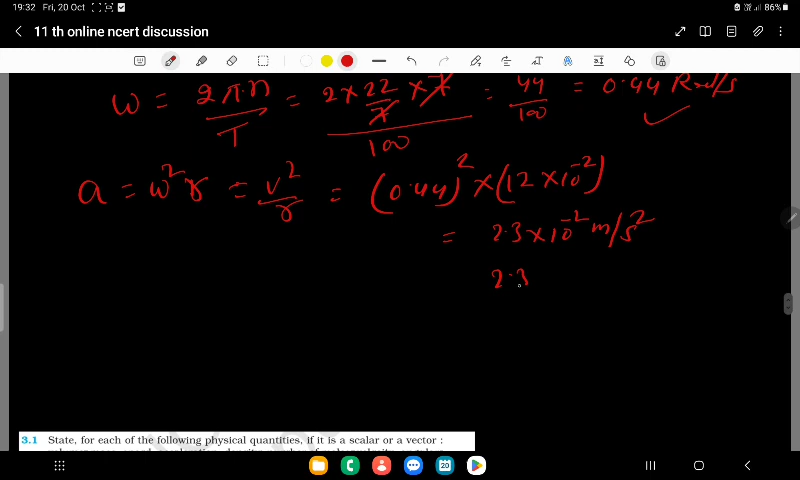 19:32 Fri, 20 Oct 86%
11 th online ncert discussion
ω = 2π·n/T = 2 × 22/7 × 7/100 = 44/100 = 0.44 Rad/s
a = ω²r = v²/r = (0.44)² × (12 × 10⁻²)
= 2.3 × 10⁻² m/s²
2.3
3.1 State, for each of the following physical quantities, if it is a scalar or a vector :